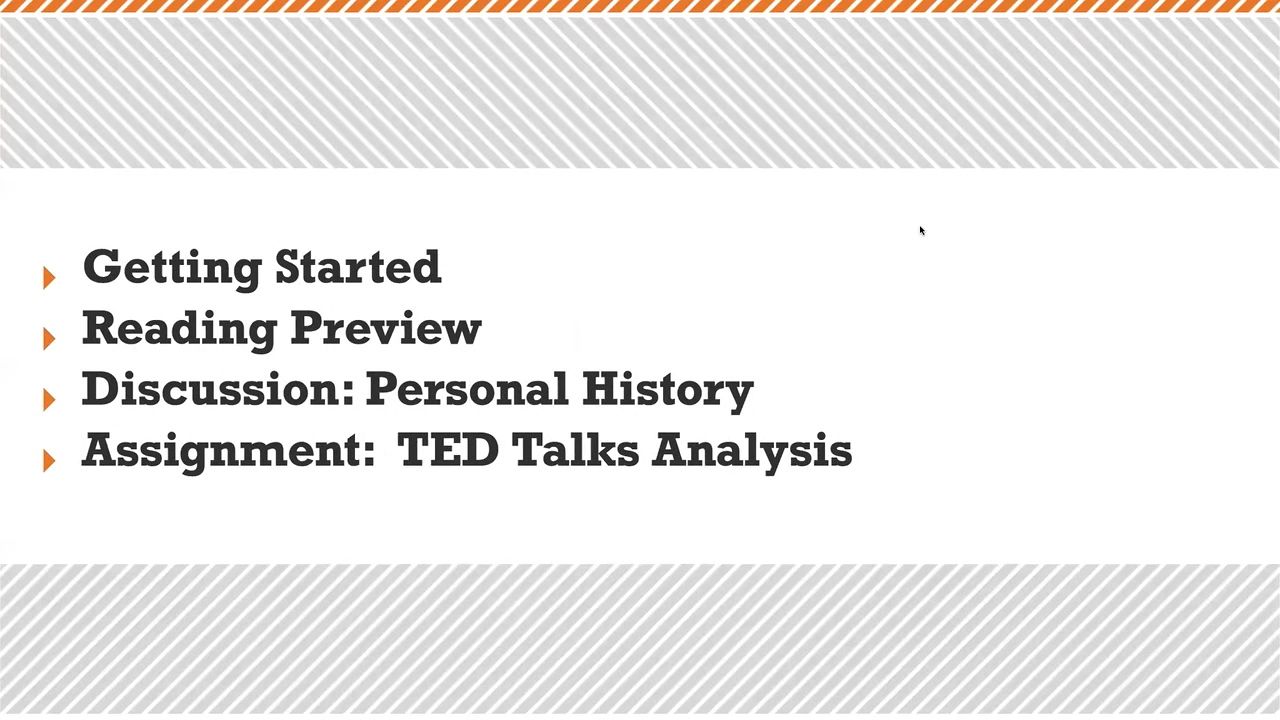 Getting Started
Reading Preview
Discussion: Personal History
Assignment:  TED Talks Analysis